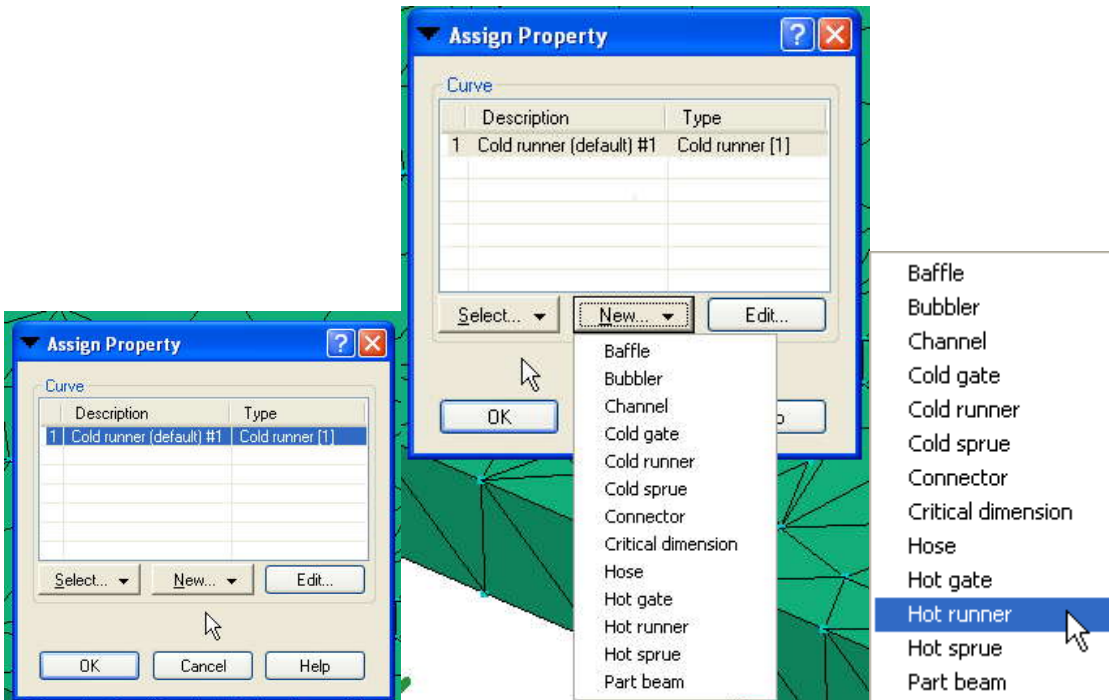 Assign Property
Curve
Description Type
1 Cold runner (default) #1 Cold runner [1]
Select... New... Edit...
OK Cancel Help
Assign Property
Curve
Description Type
1 Cold runner (default) #1 Cold runner [1]
Select... New... Edit...
OK
Baffle
Bubbler
Channel
Cold gate
Cold runner
Cold sprue
Connector
Critical dimension
Hose
Hot gate
Hot runner
Hot sprue
Part beam
Baffle
Bubbler
Channel
Cold gate
Cold runner
Cold sprue
Connector
Critical dimension
Hose
Hot gate
Hot runner
Hot sprue
Part beam